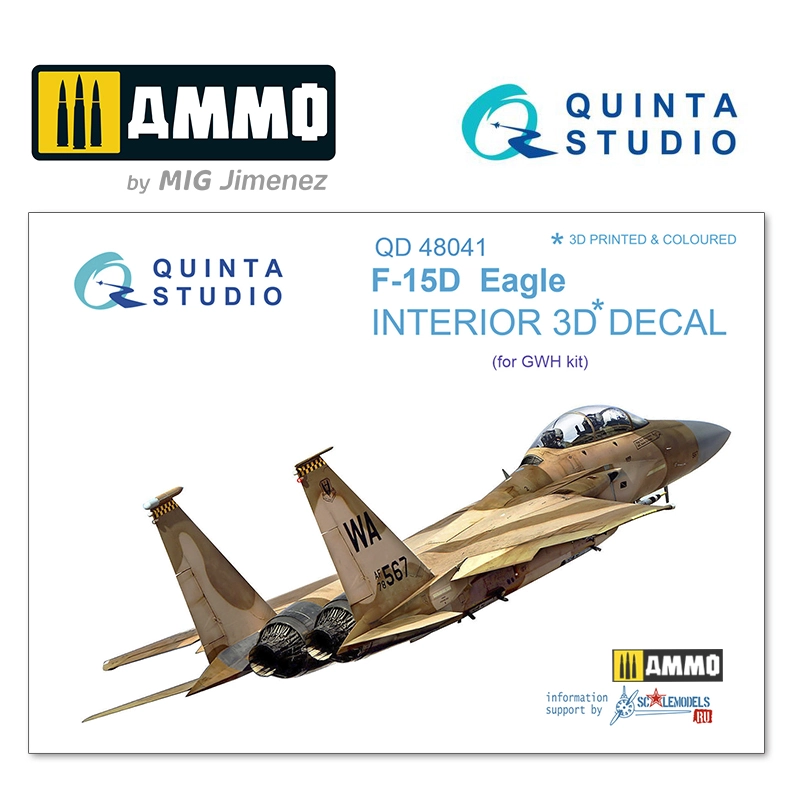 AMMO
by MIG Jimenez
QUINTA
STUDIO
QUINTA
STUDIO
QD 48041
* 3D PRINTED & COLOURED
F-15D Eagle
INTERIOR 3D* DECAL
(for GWH kit)
WA
AF
78 567
AMMO
information
support by
SCALEMODELS
RU